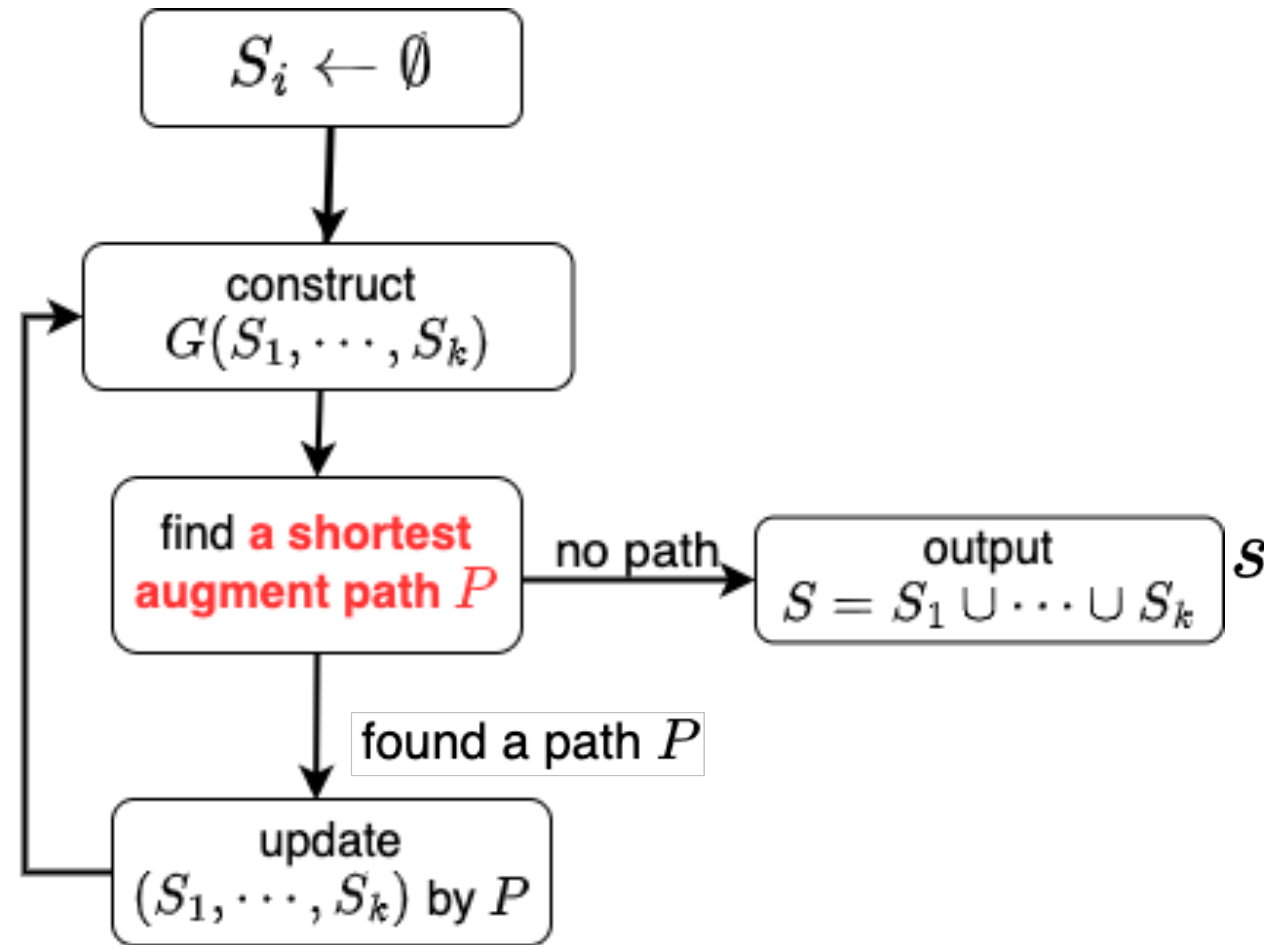 S_i ← ∅
construct
G(S_1, ⋯, S_k)
find a shortest
augment path P
no path
output
S = S_1 ∪ ⋯ ∪ S_k
s
found a path P
update
(S_1, ⋯, S_k) by P